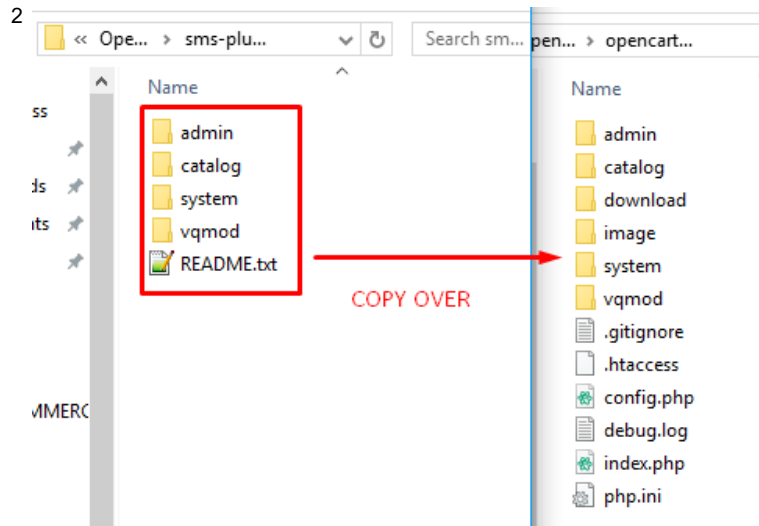 2
« Ope... > sms-plu...
Search sm...
pen... > opencart...
Name
admin
catalog
system
vqmod
README.txt
COPY OVER
Name
admin
catalog
download
image
system
vqmod
.gitignore
.htaccess
config.php
debug.log
index.php
php.ini
ss
ds
its
MMERC